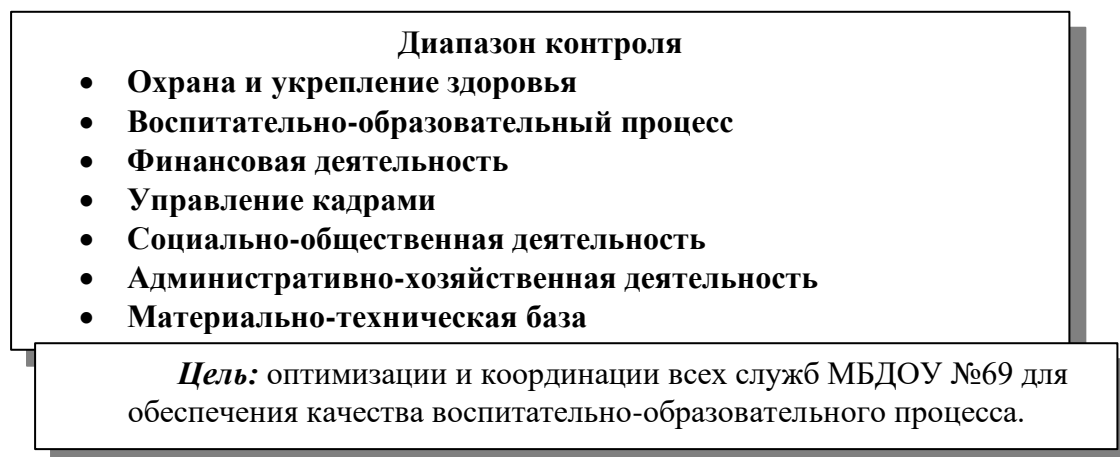 Диапазон контроля
• Охрана и укрепление здоровья
• Воспитательно-образовательный процесс
• Финансовая деятельность
• Управление кадрами
• Социально-общественная деятельность
• Административно-хозяйственная деятельность
• Материально-техническая база
Цель: оптимизации и координации всех служб МБДОУ №69 для
обеспечения качества воспитательно-образовательного процесса.